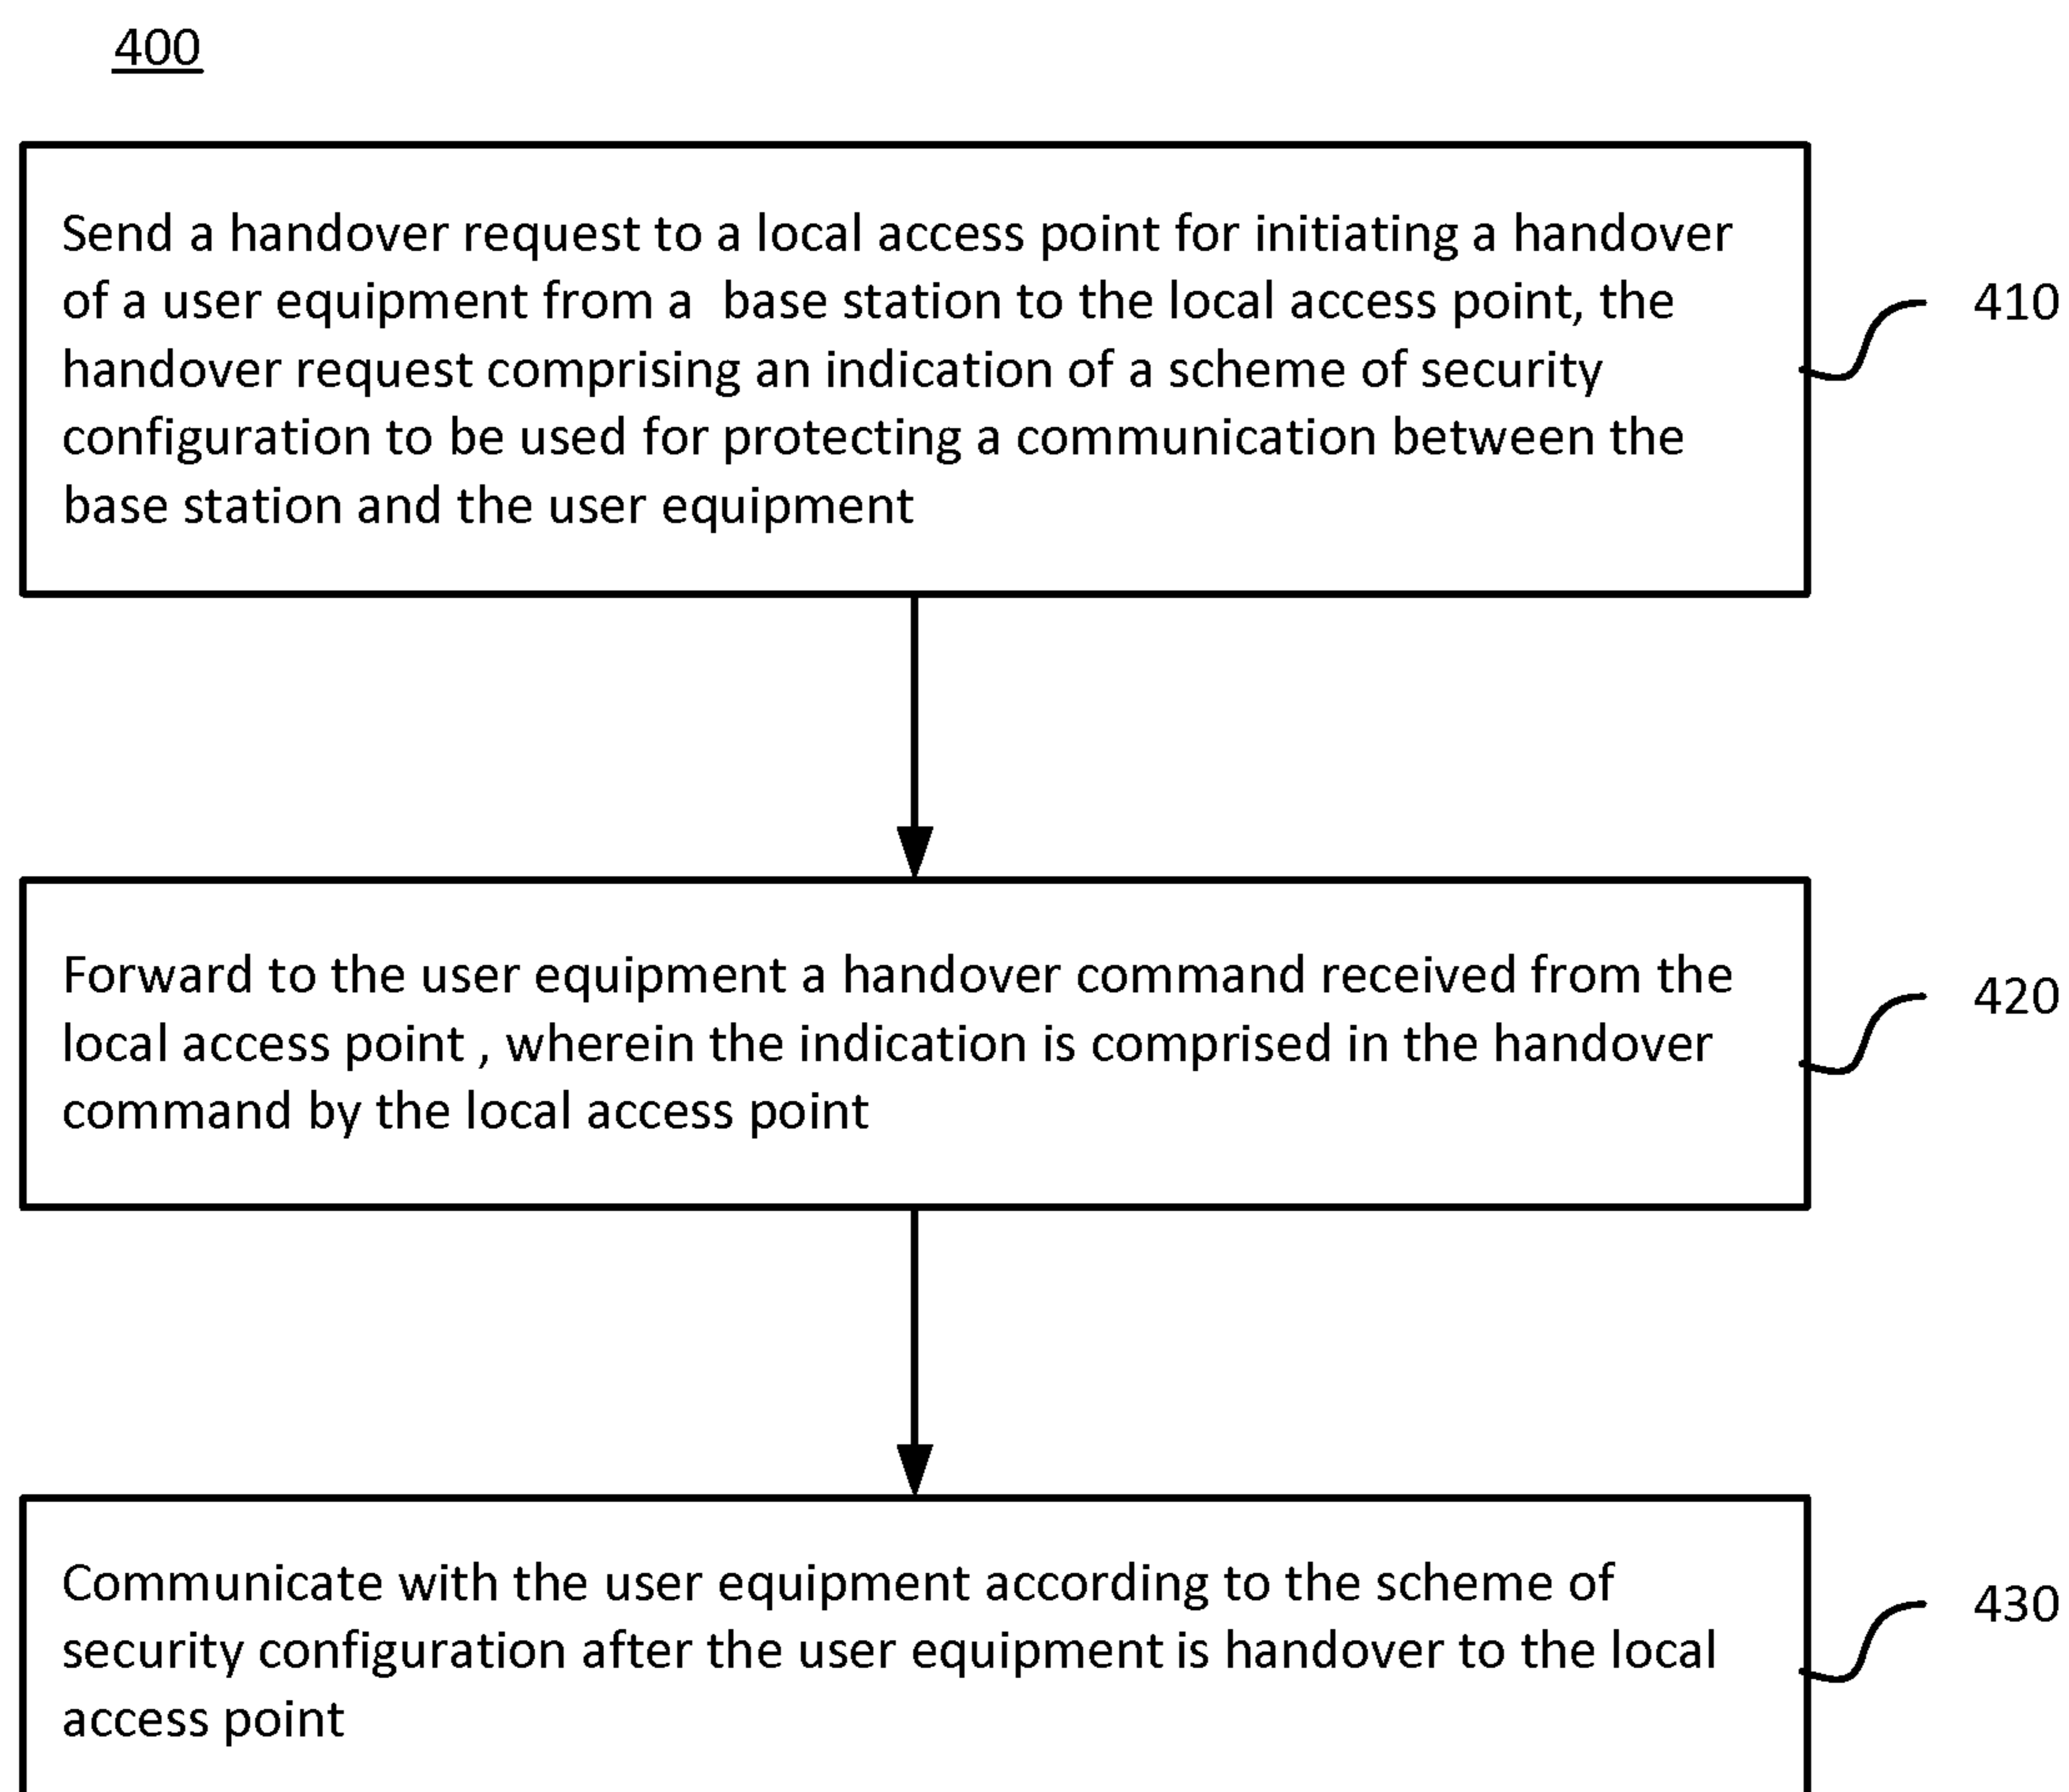 400
Send a handover request to a local access point for initiating a handover
of a user equipment from a base station to the local access point, the
handover request comprising an indication of a scheme of security
configuration to be used for protecting a communication between the
base station and the user equipment
410
Forward to the user equipment a handover command received from the
local access point , wherein the indication is comprised in the handover
command by the local access point
420
Communicate with the user equipment according to the scheme of
security configuration after the user equipment is handover to the local
access point
430